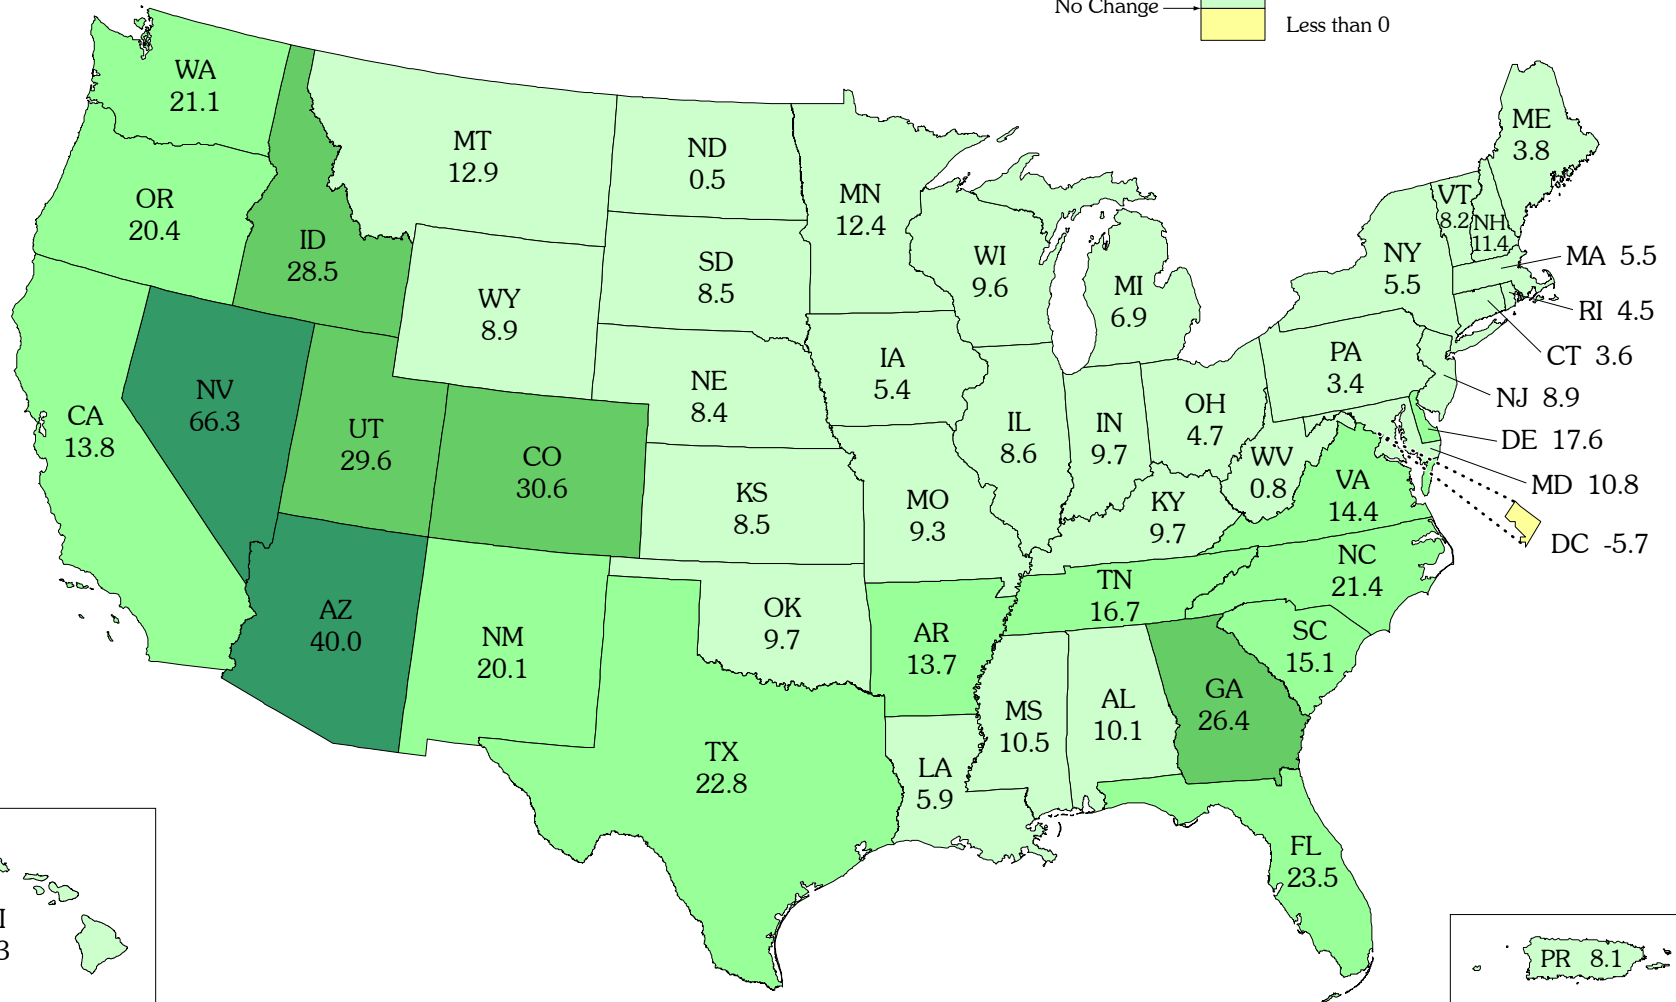 No Change
Less than 0
WA
21.1
OR
20.4
CA
13.8
NV
66.3
ID
28.5
MT
12.9
WY
8.9
UT
29.6
CO
30.6
AZ
40.0
NM
20.1
ND
0.5
SD
8.5
NE
8.4
KS
8.5
OK
9.7
TX
22.8
MN
12.4
IA
5.4
MO
9.3
AR
13.7
LA
5.9
WI
9.6
IL
8.6
MI
6.9
IN
9.7
OH
4.7
KY
9.7
TN
16.7
MS
10.5
AL
10.1
GA
26.4
FL
23.5
SC
15.1
NC
21.4
VA
14.4
WV
0.8
PA
3.4
NY
5.5
VT
8.2
NH
11.4
ME
3.8
MA 5.5
RI 4.5
CT 3.6
NJ 8.9
DE 17.6
MD 10.8
DC -5.7
I
3
PR 8.1